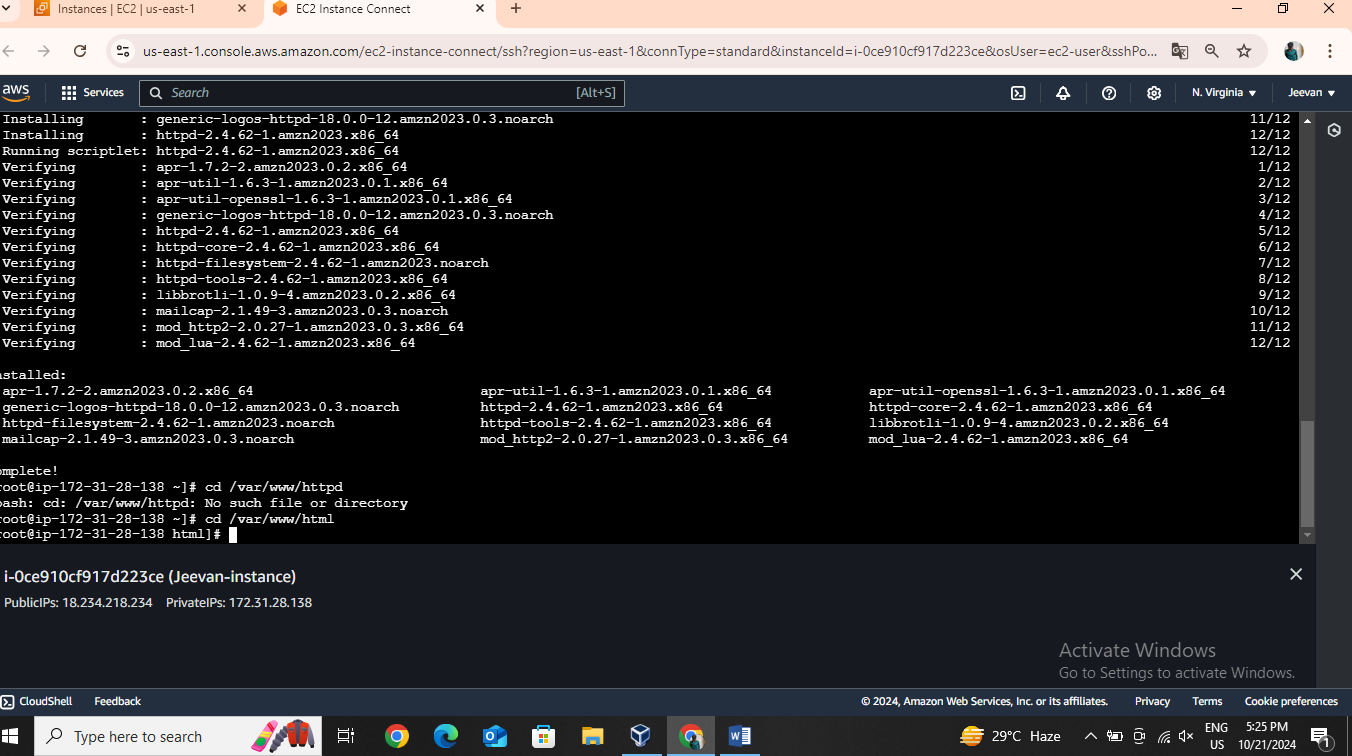 Instances | EC2 | us-east-1
EC2 Instance Connect
us-east-1.console.aws.amazon.com/ec2-instance-connect/ssh?region=us-east-1&connType=standard&instanceId=i-0ce910cf917d223ce&osUser=ec2-user&sshPo...
aws Services Search [Alt+S] N. Virginia Jeevan
Installing : generic-logos-httpd-18.0.0-12.amzn2023.0.3.noarch 11/12
Installing : httpd-2.4.62-1.amzn2023.x86_64 12/12
Running scriptlet: httpd-2.4.62-1.amzn2023.x86_64 12/12
Verifying : apr-1.7.2-2.amzn2023.0.2.x86_64 1/12
Verifying : apr-util-1.6.3-1.amzn2023.0.1.x86_64 2/12
Verifying : apr-util-openssl-1.6.3-1.amzn2023.0.1.x86_64 3/12
Verifying : generic-logos-httpd-18.0.0-12.amzn2023.0.3.noarch 4/12
Verifying : httpd-2.4.62-1.amzn2023.x86_64 5/12
Verifying : httpd-core-2.4.62-1.amzn2023.x86_64 6/12
Verifying : httpd-filesystem-2.4.62-1.amzn2023.noarch 7/12
Verifying : httpd-tools-2.4.62-1.amzn2023.x86_64 8/12
Verifying : libbrotli-1.0.9-4.amzn2023.0.2.x86_64 9/12
Verifying : mailcap-2.1.49-3.amzn2023.0.3.noarch 10/12
Verifying : mod_http2-2.0.27-1.amzn2023.0.3.x86_64 11/12
Verifying : mod_lua-2.4.62-1.amzn2023.x86_64 12/12
nstalled:
apr-1.7.2-2.amzn2023.0.2.x86_64 apr-util-1.6.3-1.amzn2023.0.1.x86_64 apr-util-openssl-1.6.3-1.amzn2023.0.1.x86_64
generic-logos-httpd-18.0.0-12.amzn2023.0.3.noarch httpd-2.4.62-1.amzn2023.x86_64 httpd-core-2.4.62-1.amzn2023.x86_64
httpd-filesystem-2.4.62-1.amzn2023.noarch httpd-tools-2.4.62-1.amzn2023.x86_64 libbrotli-1.0.9-4.amzn2023.0.2.x86_64
mailcap-2.1.49-3.amzn2023.0.3.noarch mod_http2-2.0.27-1.amzn2023.0.3.x86_64 mod_lua-2.4.62-1.amzn2023.x86_64
omplete!
root@ip-172-31-28-138 ~]# cd /var/www/httpd
bash: cd: /var/www/httpd: No such file or directory
root@ip-172-31-28-138 ~]# cd /var/www/html
root@ip-172-31-28-138 html]#
i-0ce910cf917d223ce (Jeevan-instance)
PublicIPs: 18.234.218.234 PrivateIPs: 172.31.28.138
Activate Windows
Go to Settings to activate Windows.
CloudShell Feedback © 2024, Amazon Web Services, Inc. or its affiliates. Privacy Terms Cookie preferences
Type here to search 29°C Haze ENG US 5:25 PM 10/21/2024 1